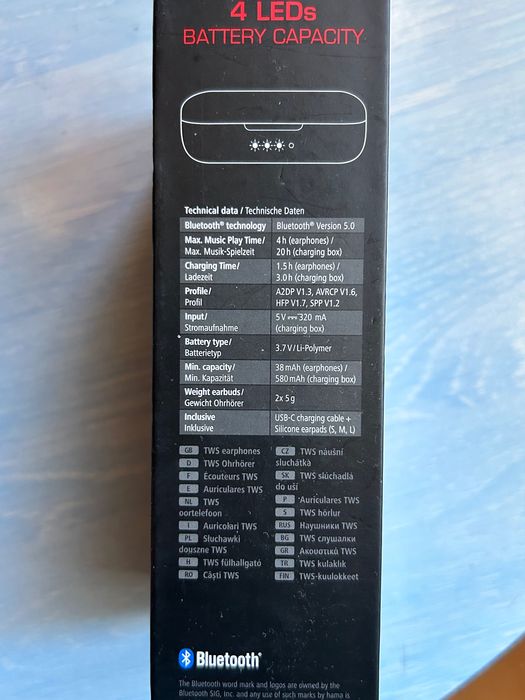 4 LEDs
BATTERY CAPACITY
Technical data / Technische Daten
Bluetooth® technology Bluetooth® Version 5.0
Max. Music Play Time/ 4 h (earphones) /
Max. Musik-Spielzeit 20 h (charging box)
Charging Time/ 1.5 h (earphones) /
Ladezeit 3.0 h (charging box)
Profile/ A2DP V1.3, AVRCP V1.6,
Profil HFP V1.7, SPP V1.2
Input/ 5 V ⎓ 320 mA
Stromaufnahme (charging box)
Battery type/ 3.7 V / Li-Polymer
Batterietyp
Min. capacity/ 38 mAh (earphones) /
Min. Kapazität 580 mAh (charging box)
Weight earbuds/ 2x 5 g
Gewicht Ohrhörer
Inclusive USB-C charging cable +
Inklusive Silicone earpads (S, M, L)
GB TWS earphones
D TWS Ohrhörer
F Écouteurs TWS
E Auriculares TWS
NL TWS
oortelefoon
I Auricolari TWS
PL Słuchawki
douszne TWS
H TWS fülhallgató
RO Căști TWS
CZ TWS náušní
sluchátka
SK TWS slúchadlá
do uší
P Auriculares TWS
S TWS hörlur
RUS Наушники TWS
BG TWS слушалки
GR Ακουστικά TWS
TR TWS kulaklık
FIN TWS-kuulokkeet
Bluetooth®
The Bluetooth word mark and logos are owned by the
Bluetooth SIG, Inc. and any use of such marks by hama is